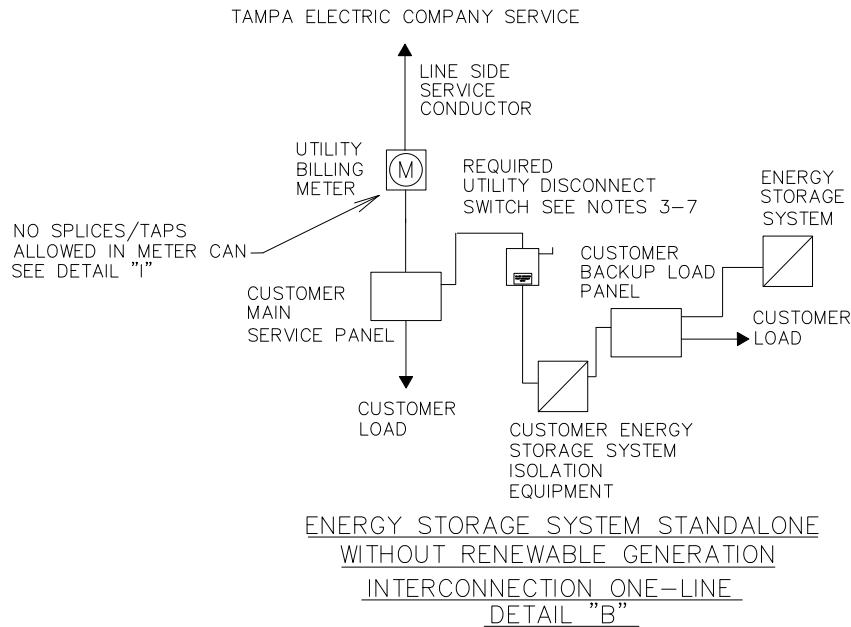 TAMPA ELECTRIC COMPANY SERVICE
LINE SIDE
SERVICE
CONDUCTOR
UTILITY
BILLING
METER
M
REQUIRED
UTILITY DISCONNECT
SWITCH SEE NOTES 3-7
ENERGY
STORAGE
SYSTEM
NO SPLICES/TAPS
ALLOWED IN METER CAN
SEE DETAIL "I"
CUSTOMER
MAIN
SERVICE PANEL
CUSTOMER
BACKUP LOAD
PANEL
CUSTOMER
LOAD
CUSTOMER
LOAD
CUSTOMER ENERGY
STORAGE SYSTEM
ISOLATION
EQUIPMENT
ENERGY STORAGE SYSTEM STANDALONE
WITHOUT RENEWABLE GENERATION
INTERCONNECTION ONE-LINE
DETAIL "B"